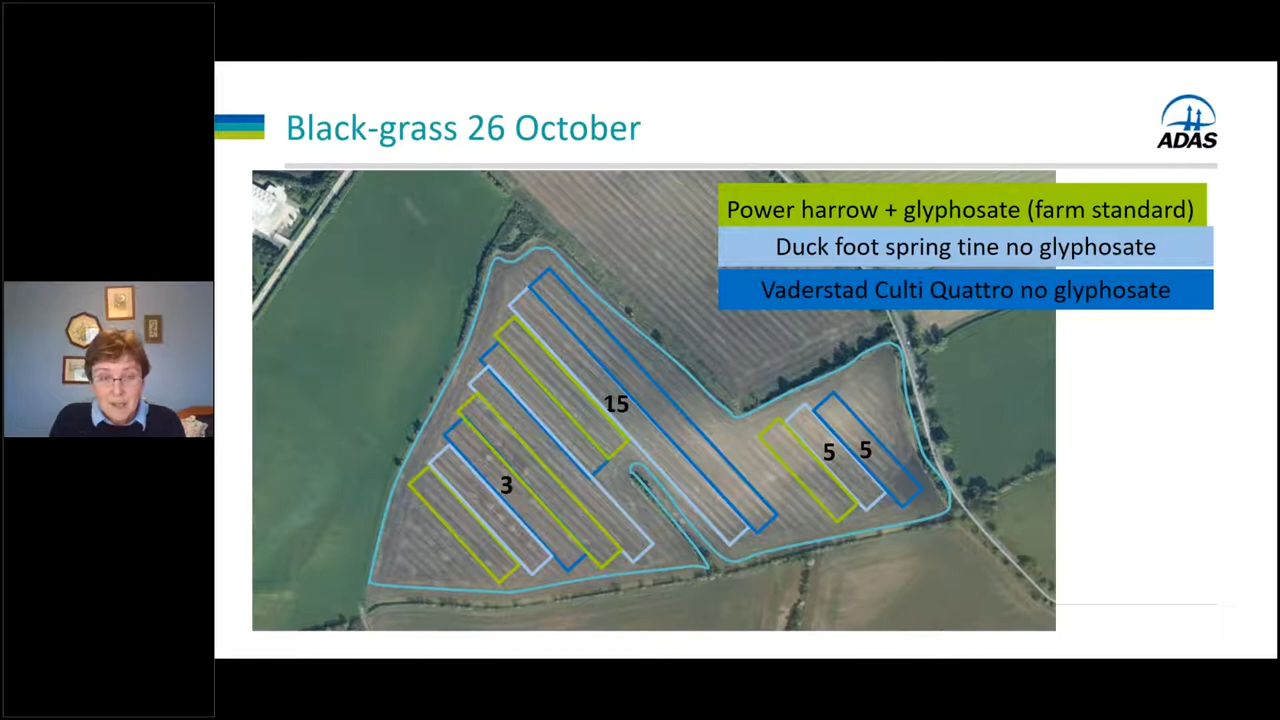 Black-grass 26 October
ADAS
Power harrow + glyphosate (farm standard)
Duck foot spring tine no glyphosate
Vaderstad Culti Quattro no glyphosate
15
5 5
3